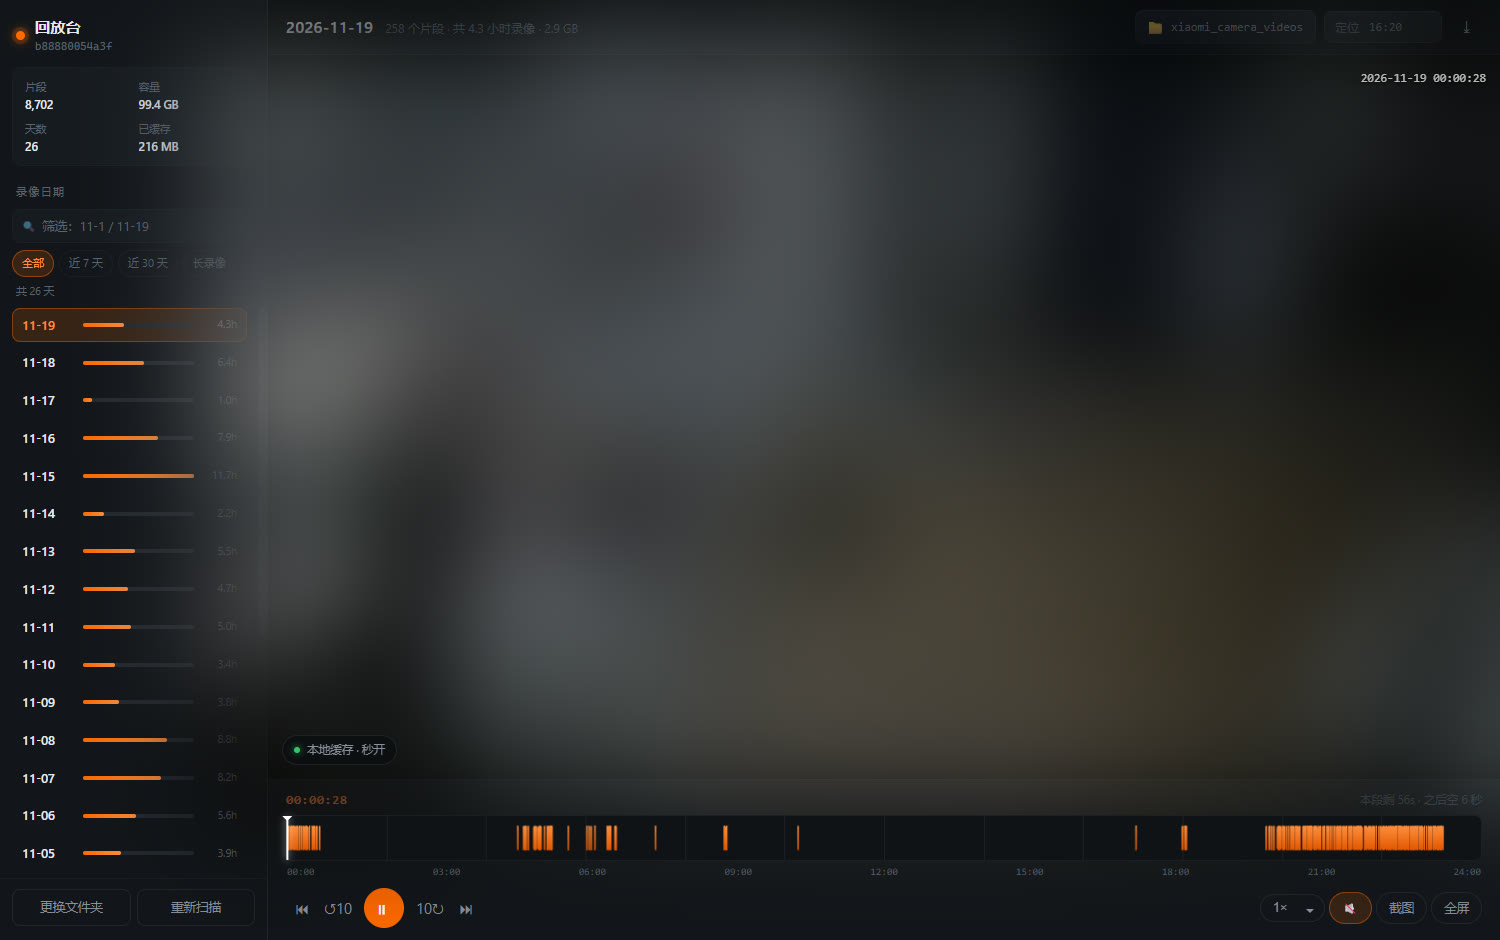 回放台
b88880054a3f
片段
8,702
容量
99.4 GB
天数
26
已缓存
216 MB
录像日期
筛选：11-1 / 11-19
全部 近 7 天 近 30 天 长录像
共 26 天
11-19 4.3h
11-18 6.4h
11-17 1.0h
11-16 7.9h
11-15 11.7h
11-14 2.2h
11-13 5.5h
11-12 4.7h
11-11 5.0h
11-10 3.4h
11-09 3.8h
11-08 8.8h
11-07 8.2h
11-06 5.6h
11-05 3.9h
更换文件夹 重新扫描
2026-11-19 258 个片段 · 共 4.3 小时录像 · 2.9 GB
xiaomi_camera_videos 定位 16:20
2026-11-19 00:00:28
本地缓存 · 秒开
00:00:28 本段剩 56s · 之后空 6 秒
00:00 03:00 06:00 09:00 12:00 15:00 18:00 21:00 24:00
↺10 10↻
1× 截图 全屏